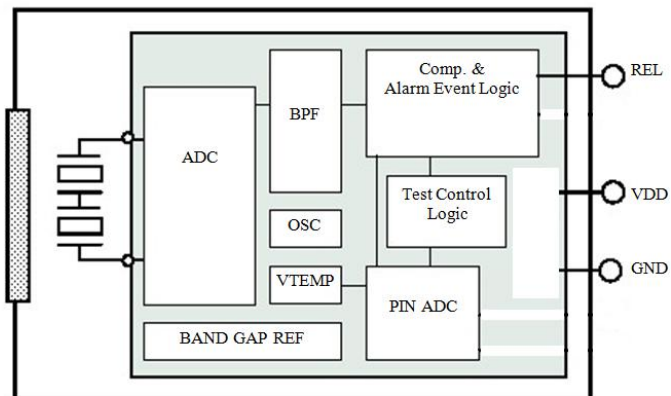 Comp. &
Alarm Event Logic
REL
BPF
ADC
Test Control
Logic
VDD
OSC
GND
VTEMP
PIN ADC
BAND GAP REF